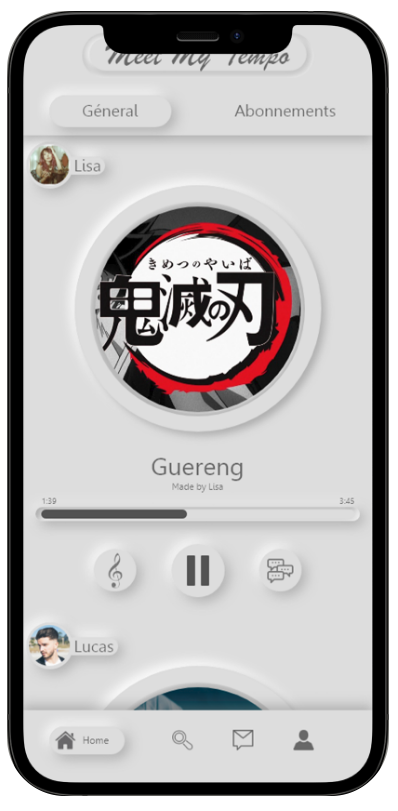 Meet My Tempo
Géneral
Abonnements
Lisa
きめつのやいば
鬼滅の刃
Guereng
Made by Lisa
1:39
3:45
Lucas
Home